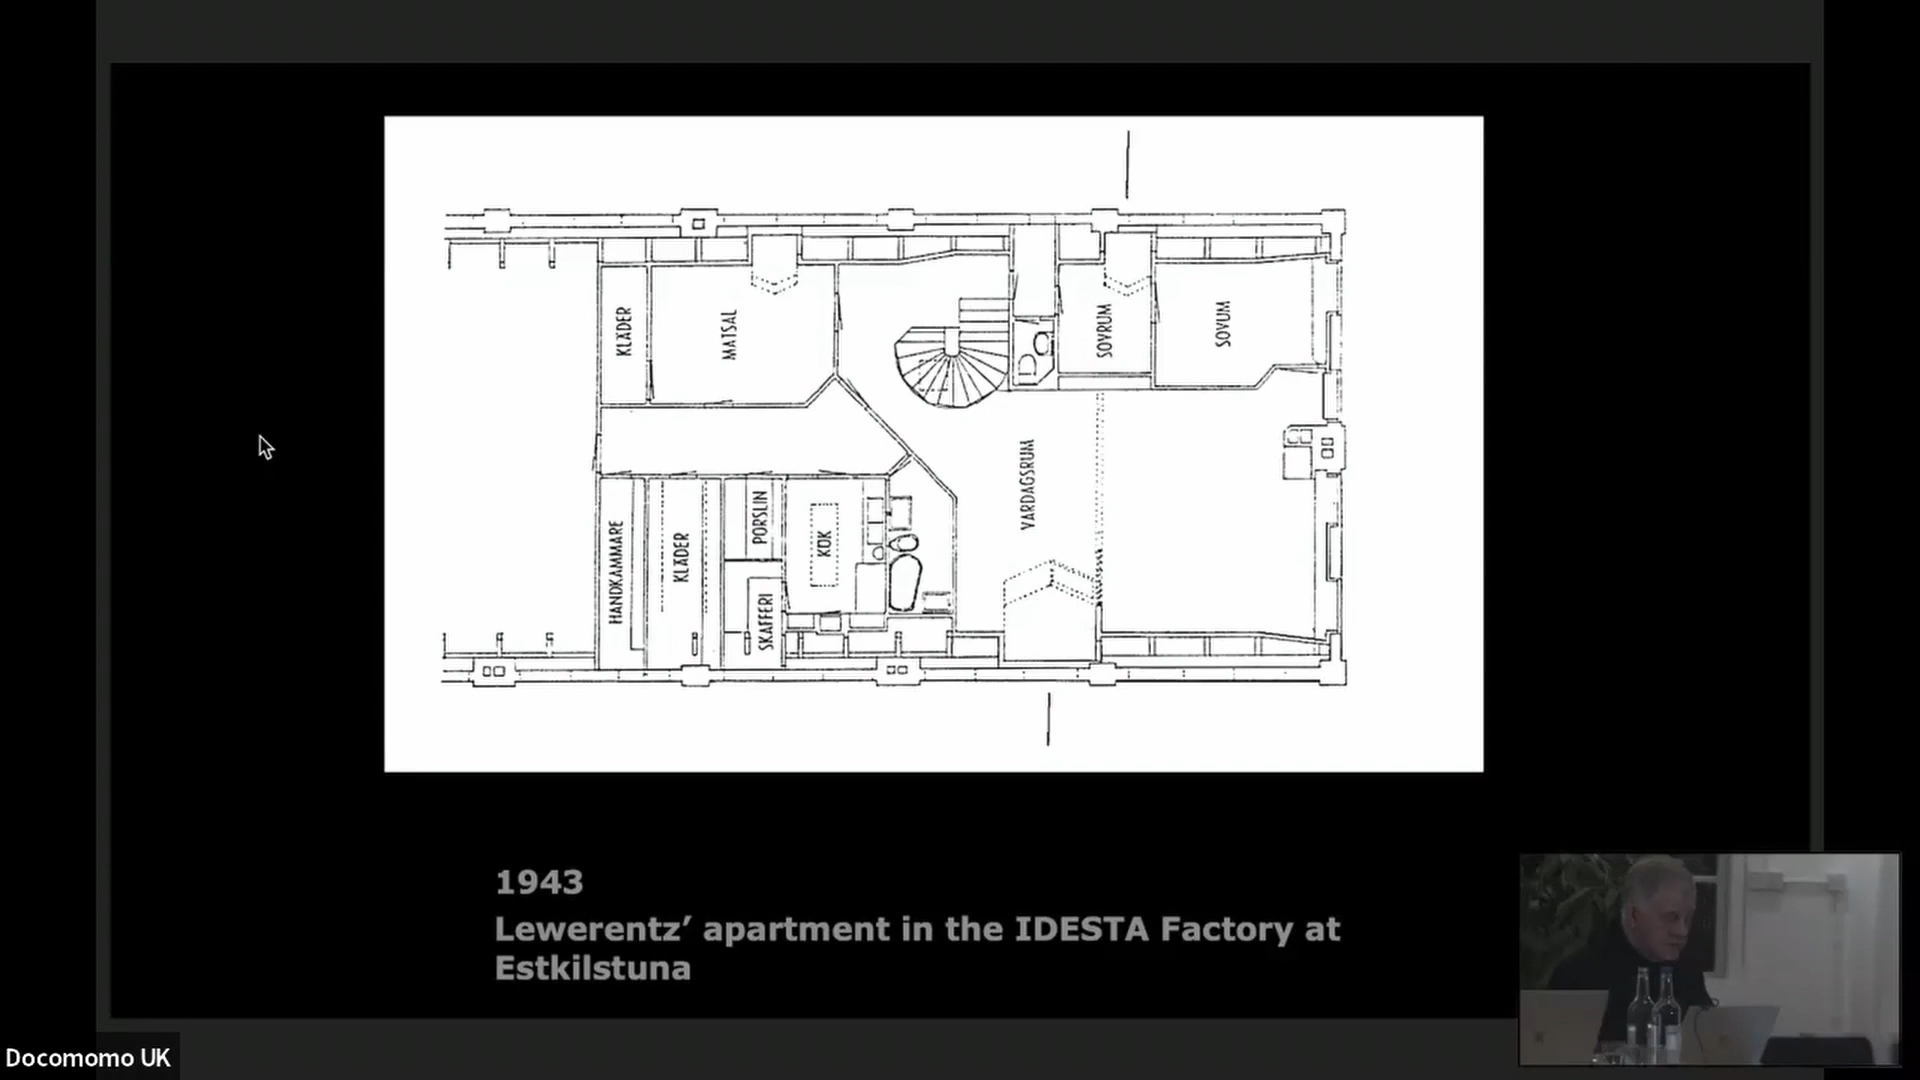 KLÄDER
MATSAL
SOVRUM
SOVUM
VARDAGSRUM
HANDKAMMARE
KLÄDER
PORSLIN
SKAFFERI
KÖK
1943
Lewerentz’ apartment in the IDESTA Factory at
Estkilstuna
Docomomo UK